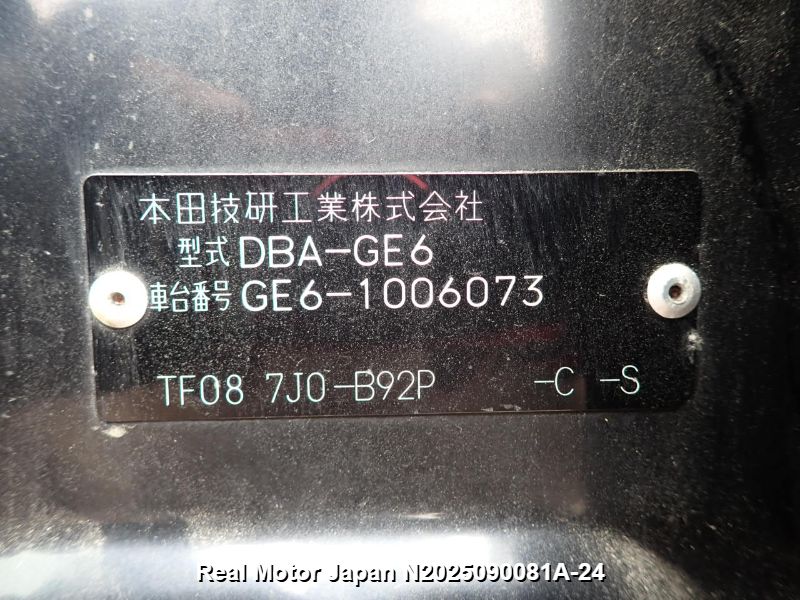 本田技研工業株式会社
型式 DBA-GE6
車台番号 GE6-1006073
TF08 7J0-B92P -C -S
Real Motor Japan N2025090081A-24